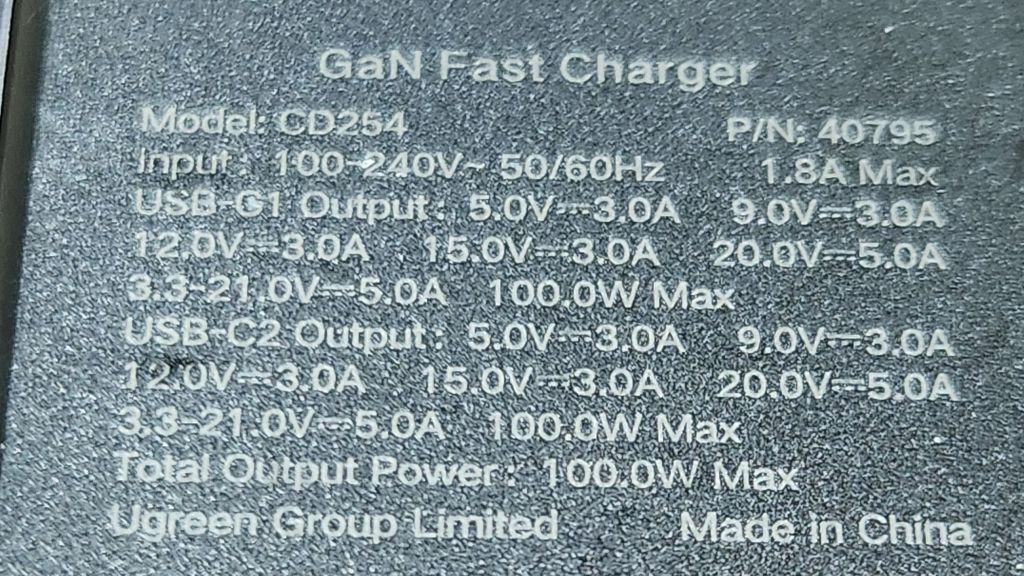 GaN Fast Charger
Model: CD254 P/N: 40795
Input: 100-240V~ 50/60Hz 1.8A Max
USB-C1 Output: 5.0V⎓3.0A 9.0V⎓3.0A
12.0V⎓3.0A 15.0V⎓3.0A 20.0V⎓5.0A
3.3-21.0V⎓5.0A 100.0W Max
USB-C2 Output: 5.0V⎓3.0A 9.0V⎓3.0A
12.0V⎓3.0A 15.0V⎓3.0A 20.0V⎓5.0A
3.3-21.0V⎓5.0A 100.0W Max
Total Output Power: 100.0W Max
Ugreen Group Limited Made in China